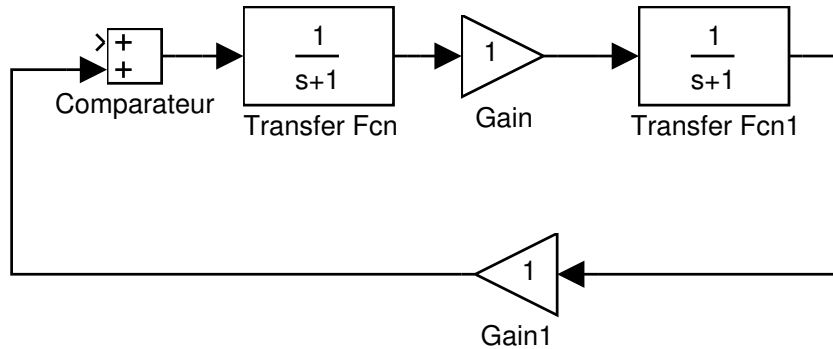 +
+
Comparateur
1
s+1
Transfer Fcn
1
Gain
1
s+1
Transfer Fcn1
1
Gain1